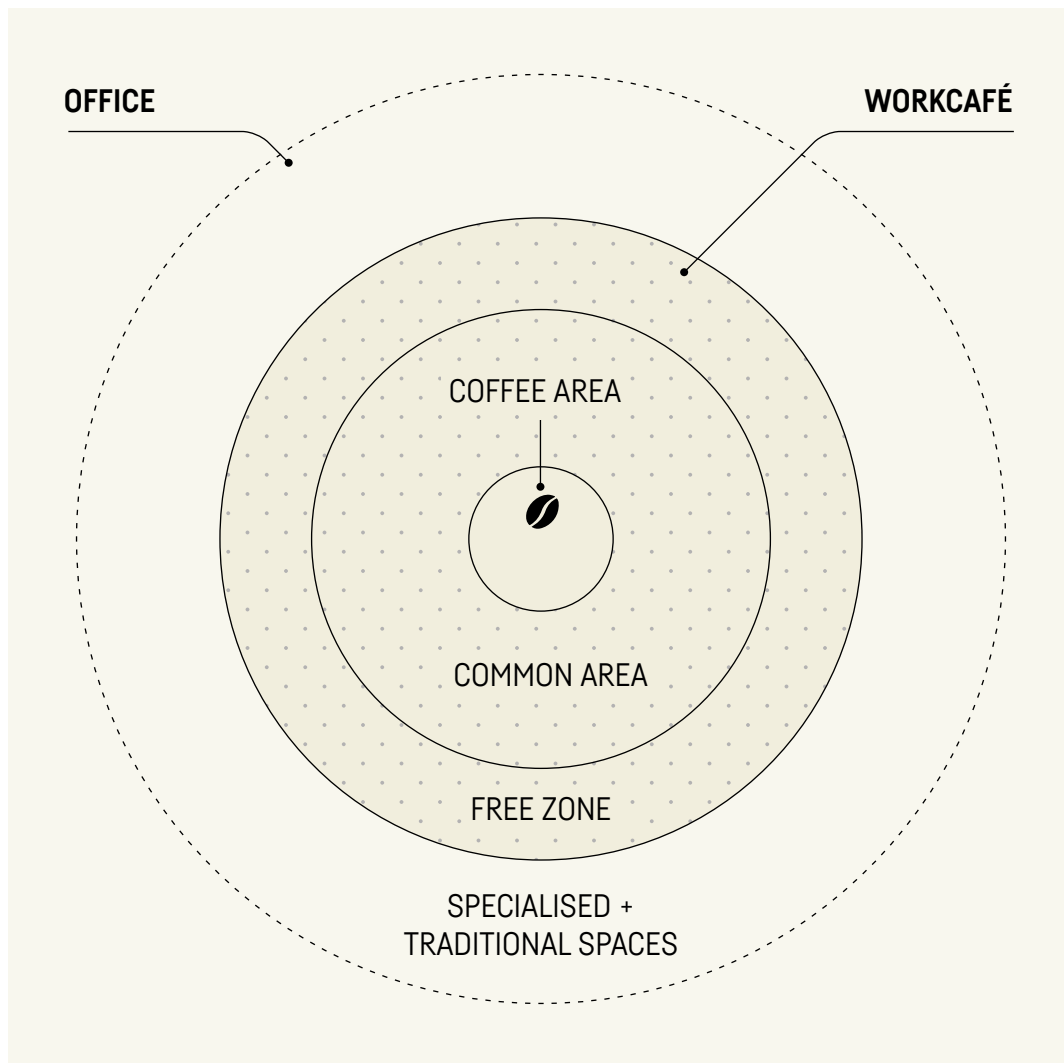 OFFICE
WORKCAFÉ
COFFEE AREA
COMMON AREA
FREE ZONE
SPECIALISED +
TRADITIONAL SPACES